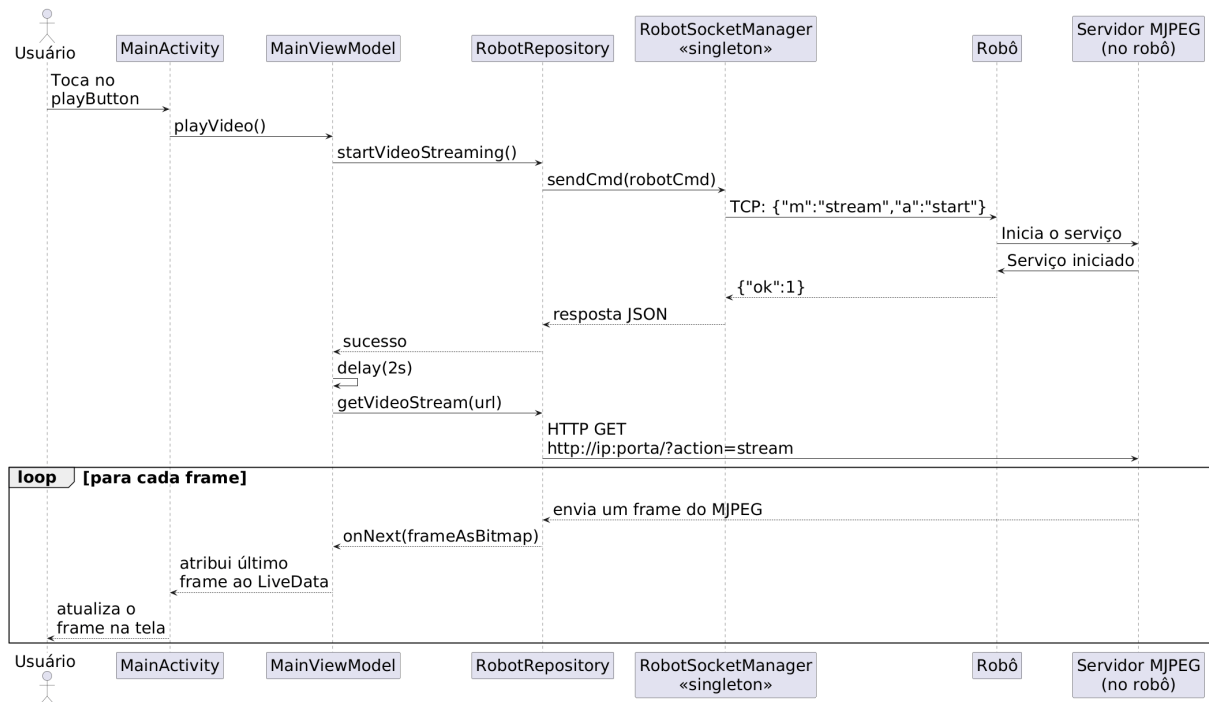 Usuário
MainActivity
MainViewModel
RobotRepository
RobotSocketManager
«singleton»
Robô
Servidor MJPEG
(no robô)
Toca no
playButton
playVideo()
startVideoStreaming()
sendCmd(robotCmd)
TCP: {"m":"stream","a":"start"}
Inicia o serviço
Serviço iniciado
{"ok":1}
resposta JSON
sucesso
delay(2s)
getVideoStream(url)
HTTP GET
http://ip:porta/?action=stream
loop [para cada frame]
envia um frame do MJPEG
onNext(frameAsBitmap)
atribui último
frame ao LiveData
atualiza o
frame na tela
Usuário
MainActivity
MainViewModel
RobotRepository
RobotSocketManager
«singleton»
Robô
Servidor MJPEG
(no robô)